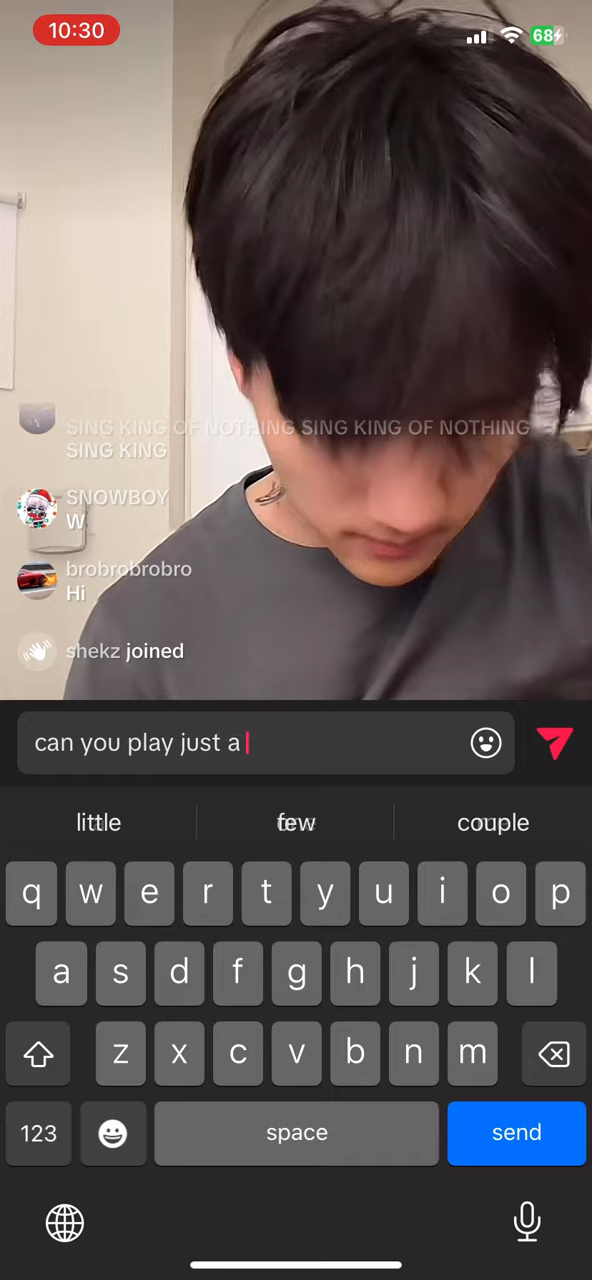 10:30
68
SING KING OF NOTHING SING KING OF NOTHING
SING KING
SNOWBOY
W
brobrobrobro
Hi
shekz joined
can you play just a
little few couple
q w e r t y u i o p
a s d f g h j k l
z x c v b n m
123 space send